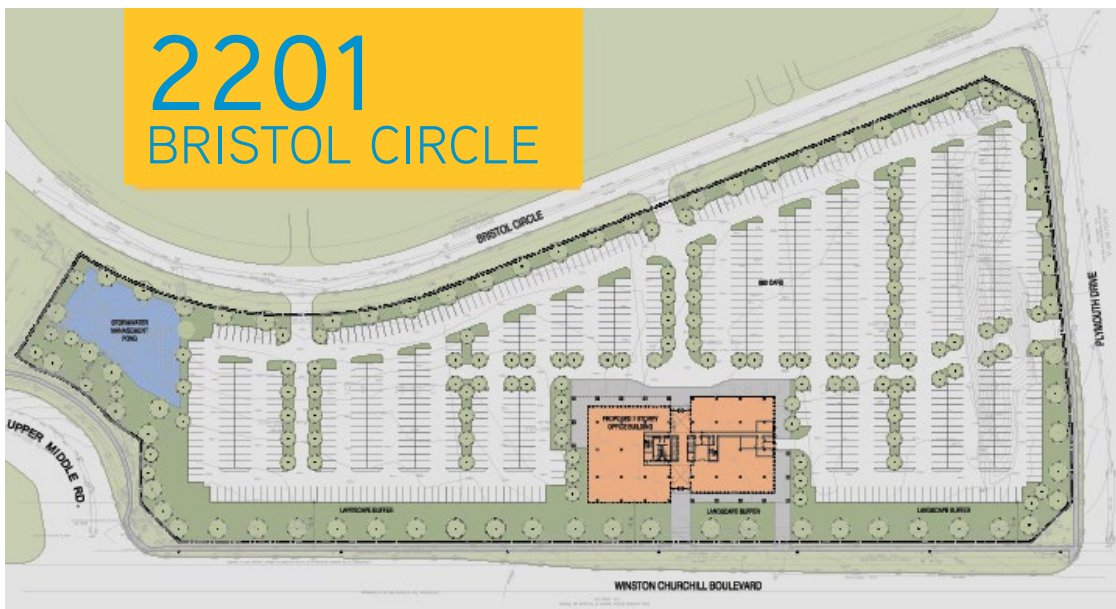 2201
BRISTOL CIRCLE
BRISTOL CIRCLE
CARS
PLYMOUTH DRIVE
STORMWATER
MANAGEMENT
POND
UPPER MIDDLE RD.
PROPOSED 7 STOREY
OFFICE BUILDING
LANDSCAPE BUFFER
LANDSCAPE BUFFER
LANDSCAPE BUFFER
WINSTON CHURCHILL BOULEVARD